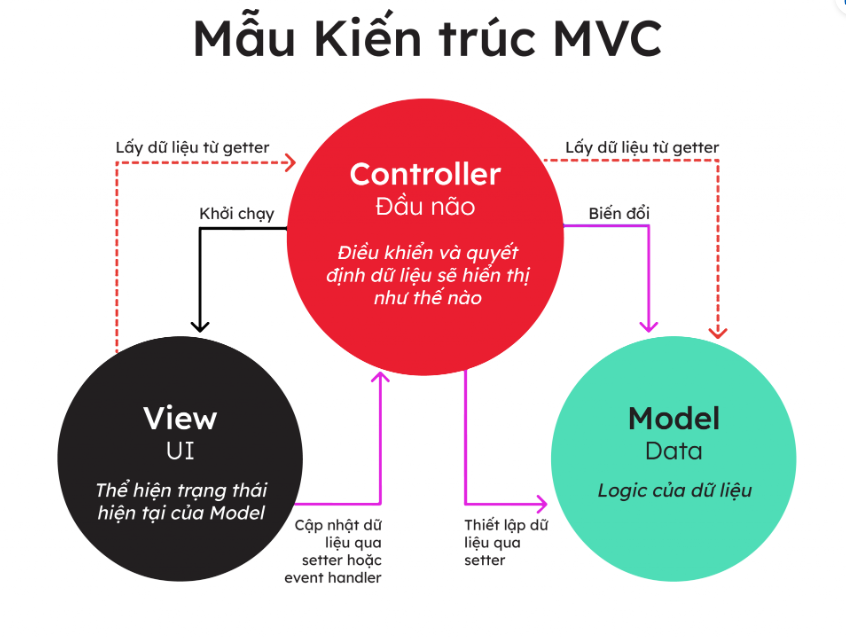 Mẫu Kiến trúc MVC
Lấy dữ liệu từ getter
Lấy dữ liệu từ getter
Controller
Đầu não
Khởi chạy
Biến đổi
Điều khiển và quyết
định dữ liệu sẽ hiển thị
như thế nào
View
UI
Thể hiện trạng thái
hiện tại của Model
Model
Data
Logic của dữ liệu
Cập nhật dữ
liệu qua
setter hoặc
event handler
Thiết lập dữ
liệu qua
setter